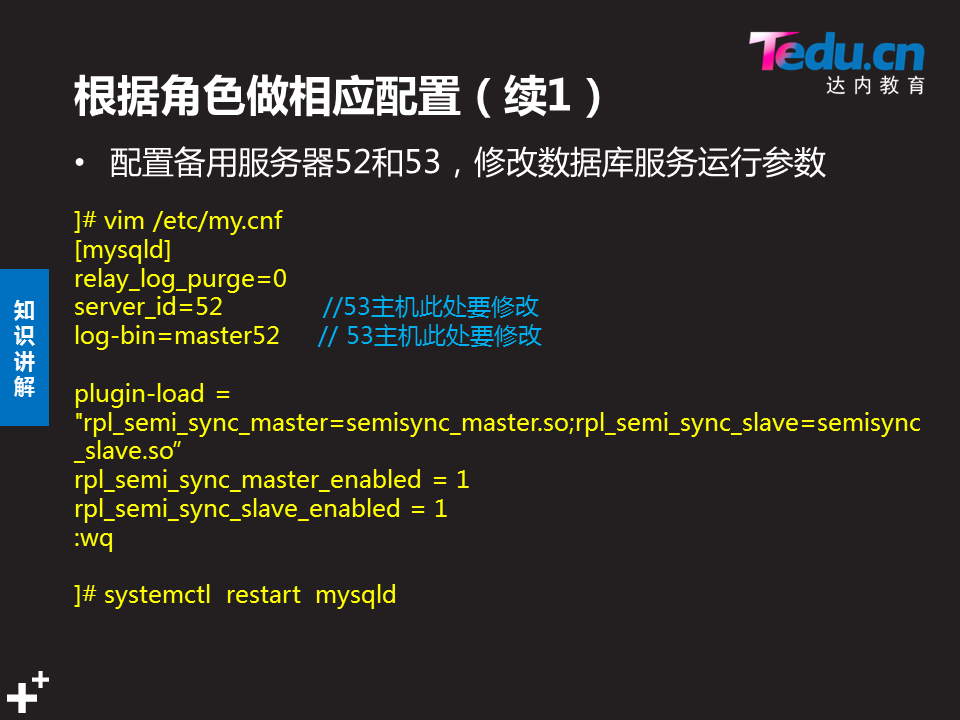 Tedu.cn
达内教育
根据角色做相应配置（续1）
• 配置备用服务器52和53，修改数据库服务运行参数
]# vim /etc/my.cnf
[mysqld]
relay_log_purge=0
server_id=52 //53主机此处要修改
log-bin=master52 // 53主机此处要修改
plugin-load =
"rpl_semi_sync_master=semisync_master.so;rpl_semi_sync_slave=semisync
_slave.so”
rpl_semi_sync_master_enabled = 1
rpl_semi_sync_slave_enabled = 1
:wq
]# systemctl restart mysqld
知
识
讲
解